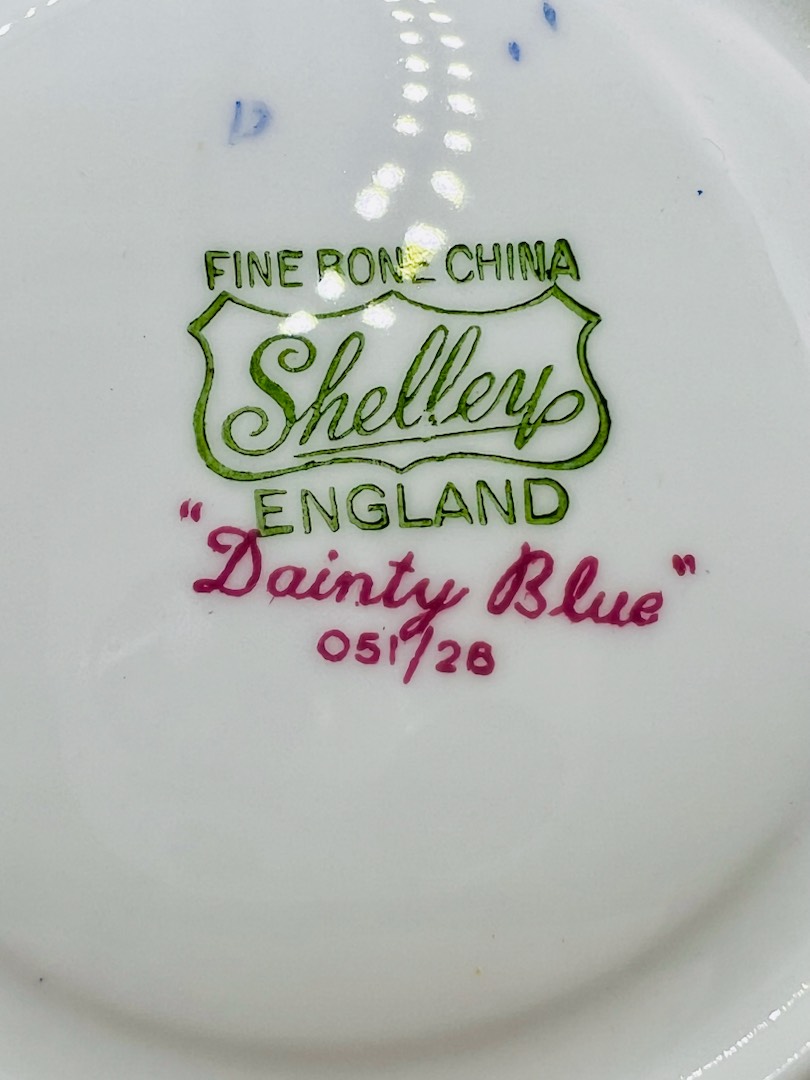 FINE BONE CHINA
Shelley
ENGLAND
"Dainty Blue"
051/28